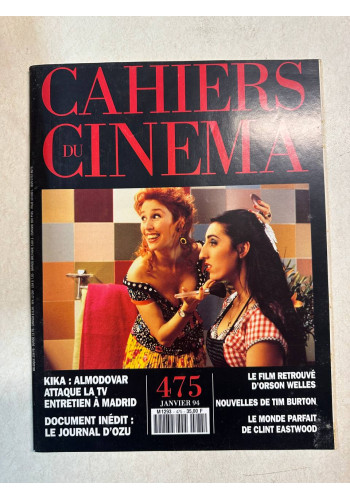 CAHIERS
DU
CINEMA
KIKA : ALMODOVAR
ATTAQUE LA TV
ENTRETIEN À MADRID
DOCUMENT INÉDIT :
LE JOURNAL D'OZU
475
JANVIER 94
LE FILM RETROUVÉ
D'ORSON WELLES
NOUVELLES DE TIM BURTON
LE MONDE PARFAIT
DE CLINT EASTWOOD